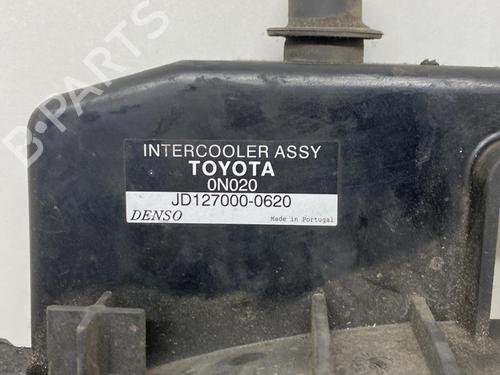 B-PARTS
INTERCOOLER ASSY
TOYOTA
0N020
JD127000-0620
DENSO Made in Portugal